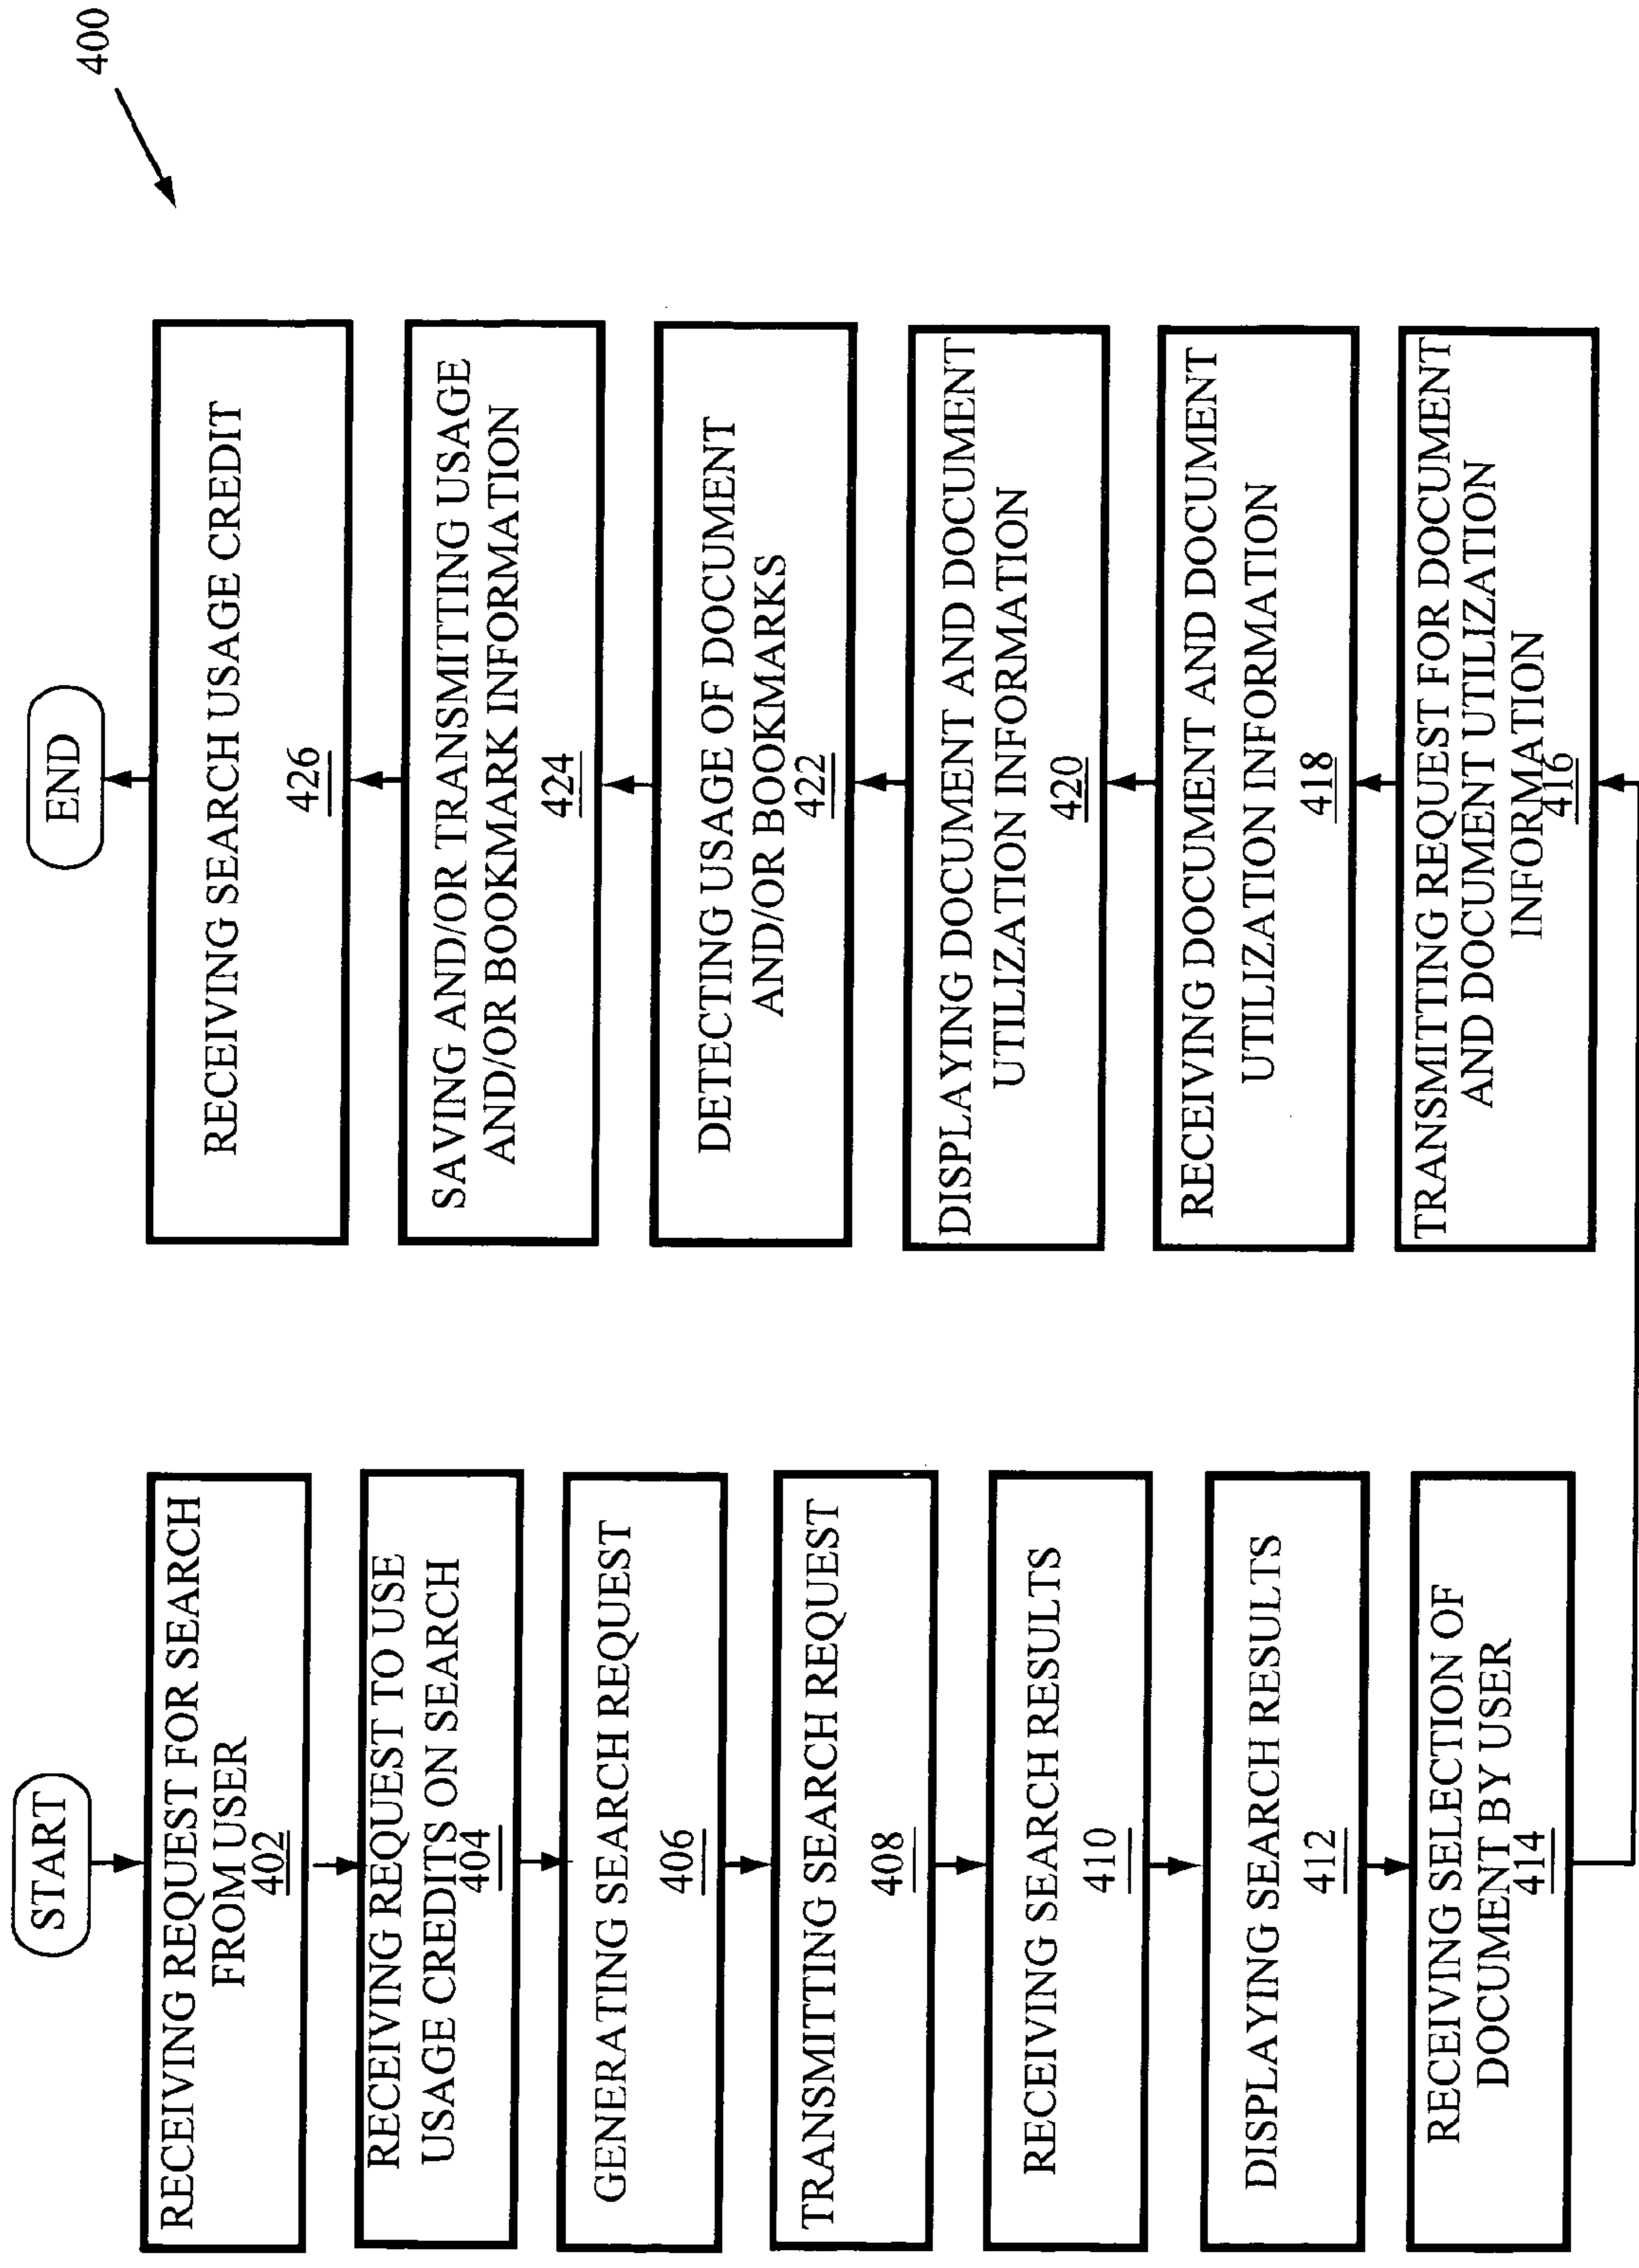 400
START
RECEIVING REQUEST FOR SEARCH
FROM USER
402
RECEIVING REQUEST TO USE
USAGE CREDITS ON SEARCH
404
GENERATING SEARCH REQUEST
406
TRANSMITTING SEARCH REQUEST
408
RECEIVING SEARCH RESULTS
410
DISPLAYING SEARCH RESULTS
412
RECEIVING SELECTION OF
DOCUMENT BY USER
414
TRANSMITTING REQUEST FOR DOCUMENT
AND DOCUMENT UTILIZATION
INFORMATION
416
RECEIVING DOCUMENT AND DOCUMENT
UTILIZATION INFORMATION
418
DISPLAYING DOCUMENT AND DOCUMENT
UTILIZATION INFORMATION
420
DETECTING USAGE OF DOCUMENT
AND/OR BOOKMARKS
422
SAVING AND/OR TRANSMITTING USAGE
AND/OR BOOKMARK INFORMATION
424
RECEIVING SEARCH USAGE CREDIT
426
END